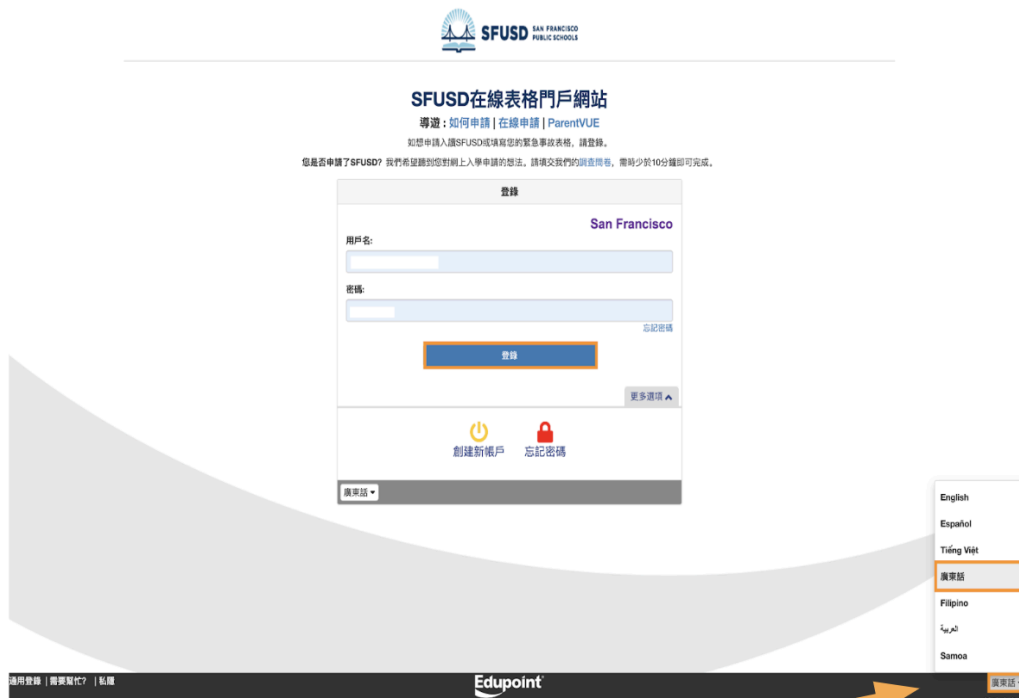 SFUSD SAN FRANCISCO PUBLIC SCHOOLS
SFUSD在線表格門戶網站
導遊 : 如何申請 | 在線申請 | ParentVUE
如想申請入讀SFUSD或填寫您的緊急事故表格，請登錄。
您是否申請了SFUSD? 我們希望聽到您對網上入學申請的想法。請填交我們的調查問卷，需時少於10分鐘即可完成。
登錄
San Francisco
用戶名:
密碼:
忘記密碼
登錄
更多選項
創建新帳戶 忘記密碼
廣東話
English
Español
Tiếng Việt
廣東話
Filipino
العربية
Samoa
通用登錄 | 需要幫忙? | 私隱
Edupoint
廣東話